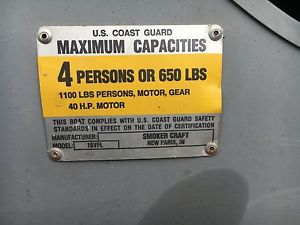 U.S. COAST GUARD
MAXIMUM CAPACITIES
4 PERSONS OR 650 LBS
1100 LBS PERSONS, MOTOR, GEAR
40 H.P. MOTOR
THIS BOAT COMPLIES WITH U.S. COAST GUARD SAFETY
STANDARDS IN EFFECT ON THE DATE OF CERTIFICATION
MANUFACTURER: SMOKER CRAFT
MODEL: 16VFL NEW PARIS, IN